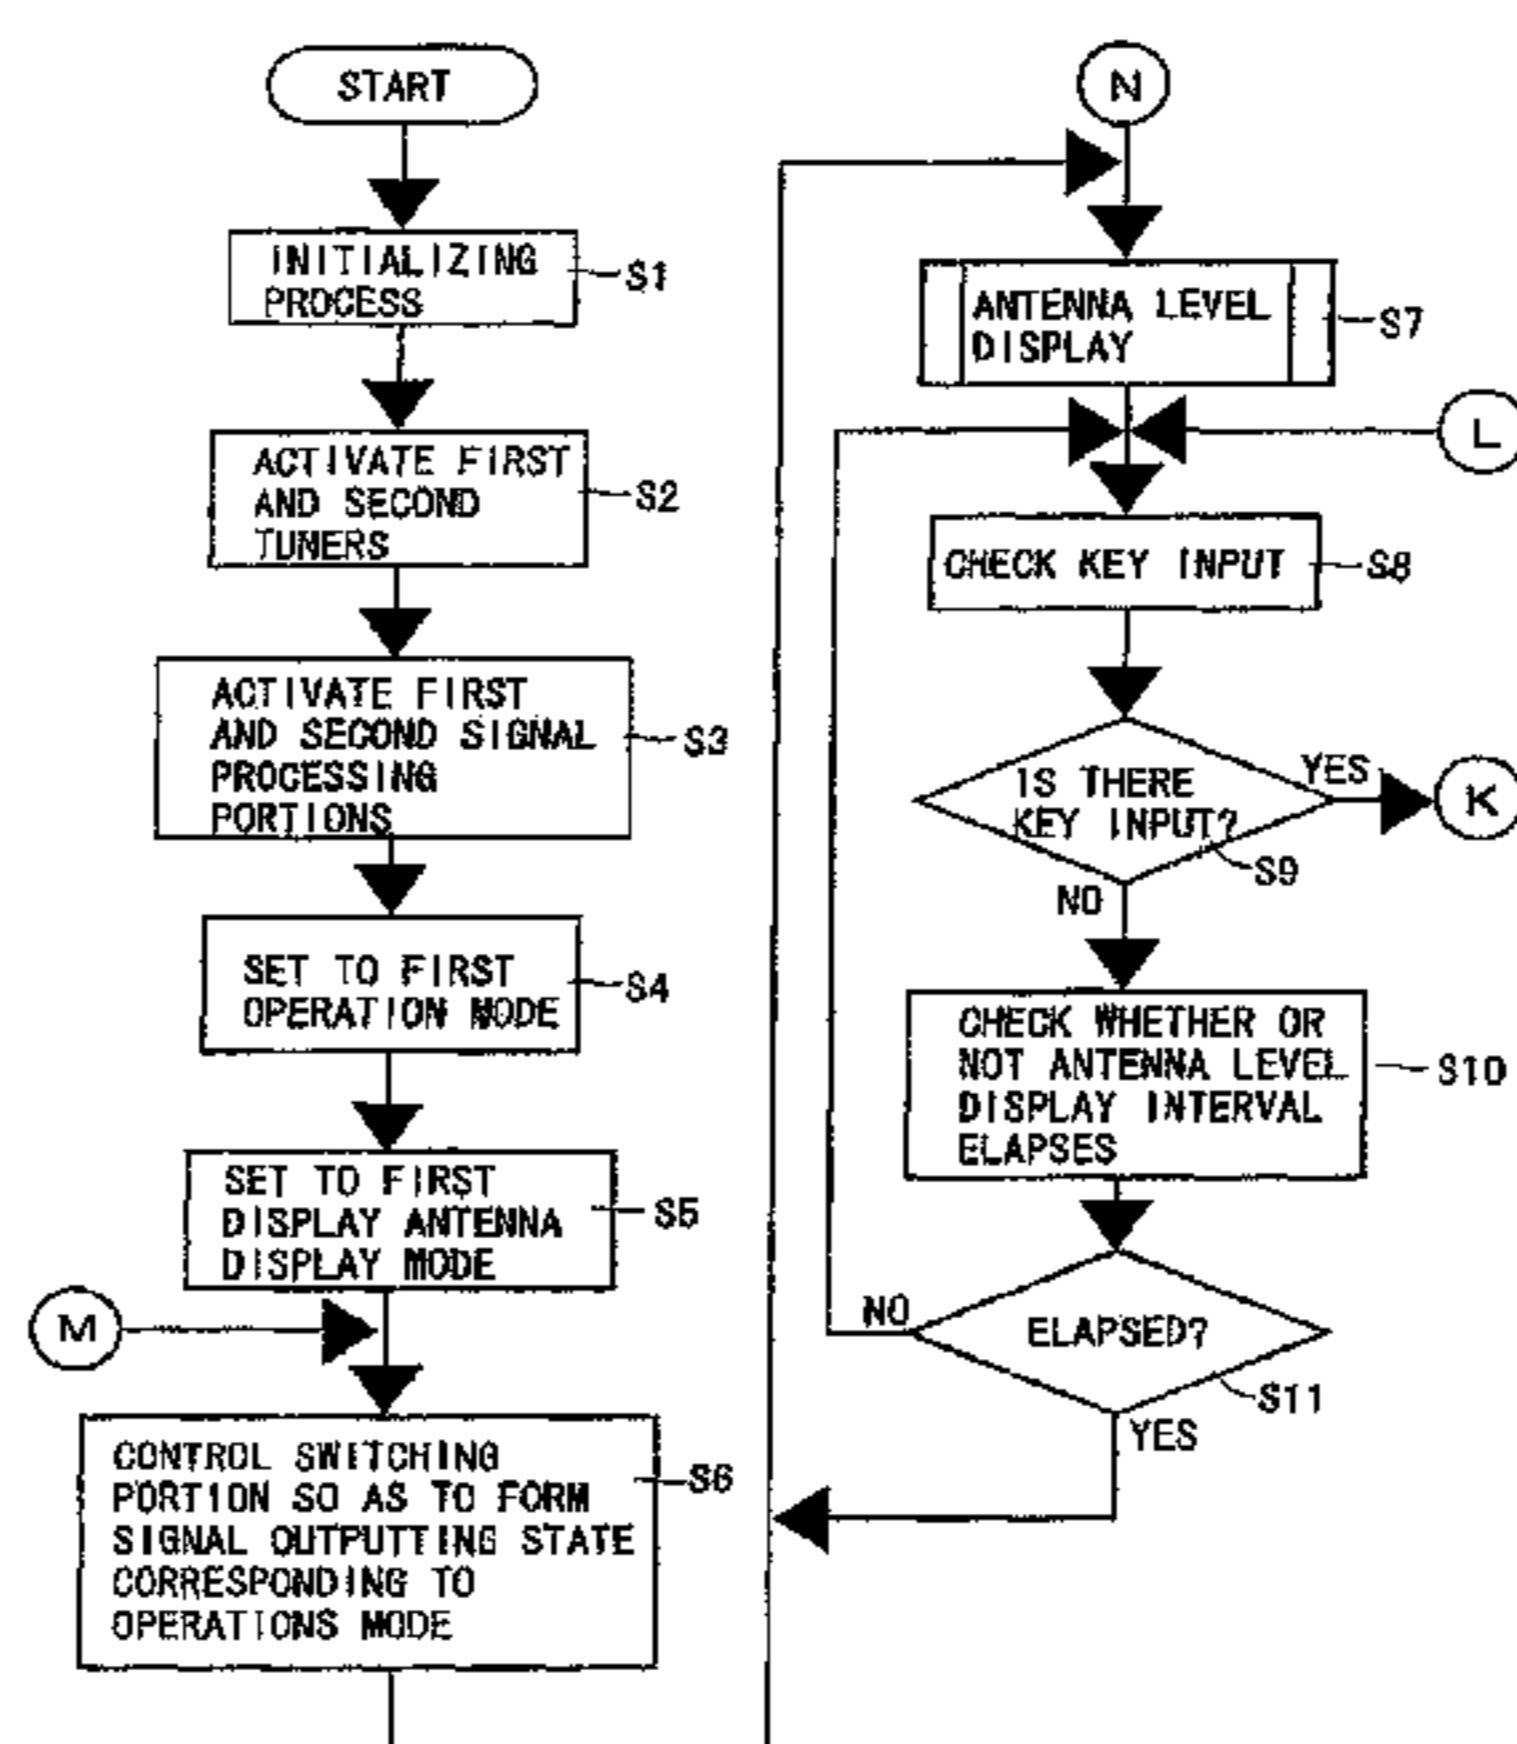 START
INITIALIZING
PROCESS
S1
ACTIVATE FIRST
AND SECOND
TUNERS
S2
ACTIVATE FIRST
AND SECOND SIGNAL
PROCESSING
PORTIONS
S3
SET TO FIRST
OPERATION MODE
S4
SET TO FIRST
DISPLAY ANTENNA
DISPLAY MODE
S5
M
CONTROL SWITCHING
PORTION SO AS TO FORM
SIGNAL OUTPUTTING STATE
CORRESPONDING TO
OPERATIONS MODE
S6
N
ANTENNA LEVEL
DISPLAY
S7
L
CHECK KEY INPUT
S8
IS THERE
KEY INPUT?
YES
K
S9
NO
CHECK WHETHER OR
NOT ANTENNA LEVEL
DISPLAY INTERVAL
ELAPSES
S10
NO
ELAPSED?
S11
YES